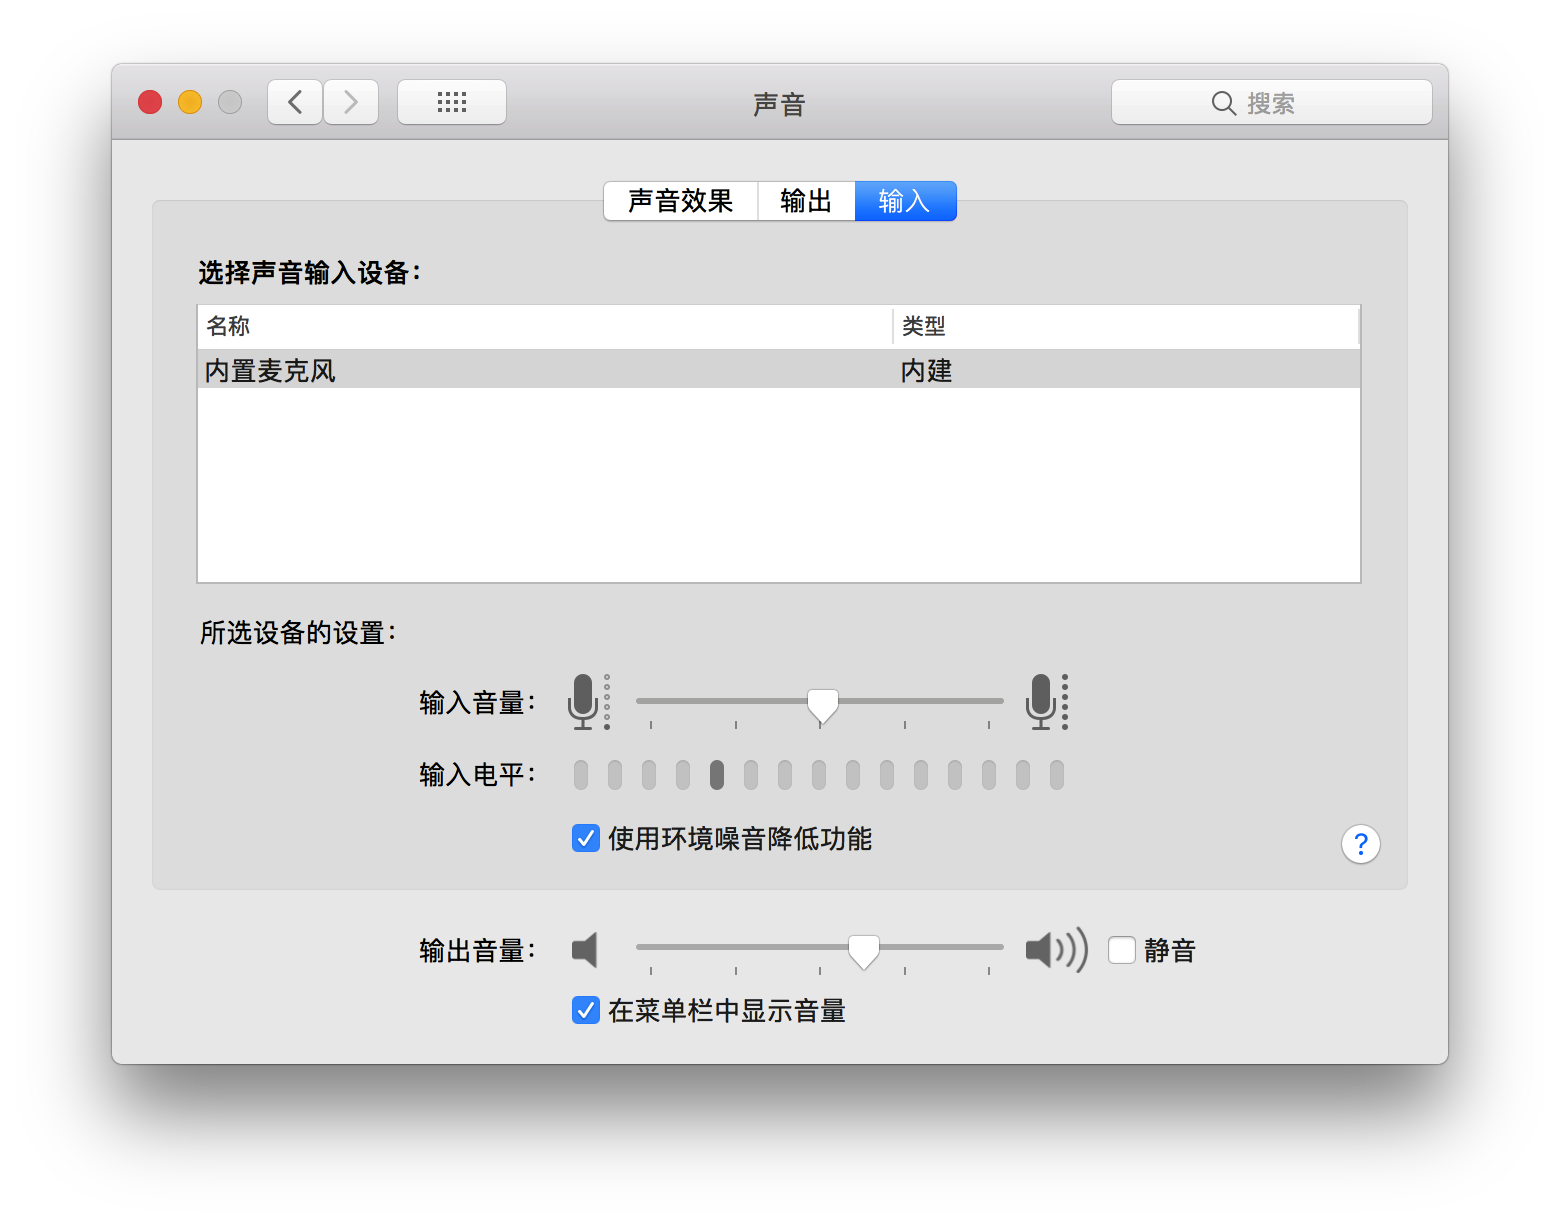 声音
搜索
声音效果 输出 输入
选择声音输入设备：
名称 类型
内置麦克风 内建
所选设备的设置：
输入音量：
输入电平：
使用环境噪音降低功能
?
输出音量： 静音
在菜单栏中显示音量